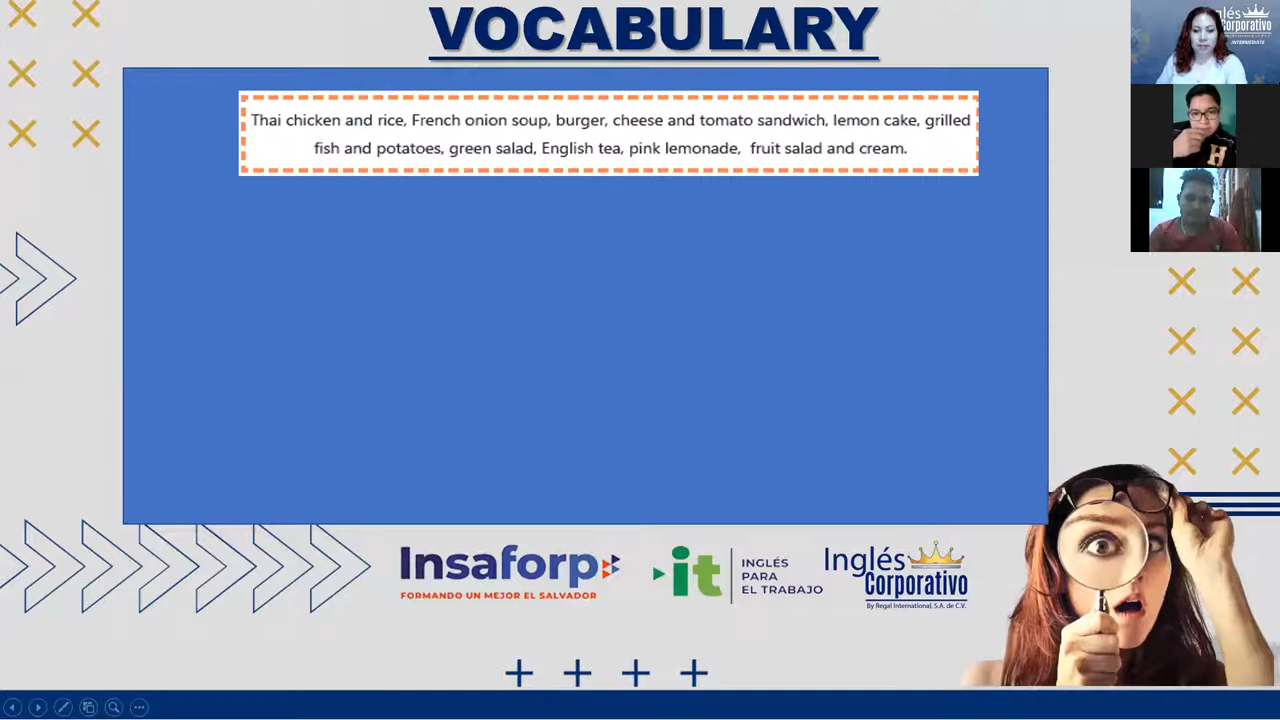 VOCABULARY
Thai chicken and rice, French onion soup, burger, cheese and tomato sandwich, lemon cake, grilled
fish and potatoes, green salad, English tea, pink lemonade, fruit salad and cream.
Inglés
Corporativo
INTERMEDIATE
H
Insaforp
FORMANDO UN MEJOR EL SALVADOR
it
INGLÉS
PARA
EL TRABAJO
Inglés
Corporativo
By Regal International, S.A. de C.V.